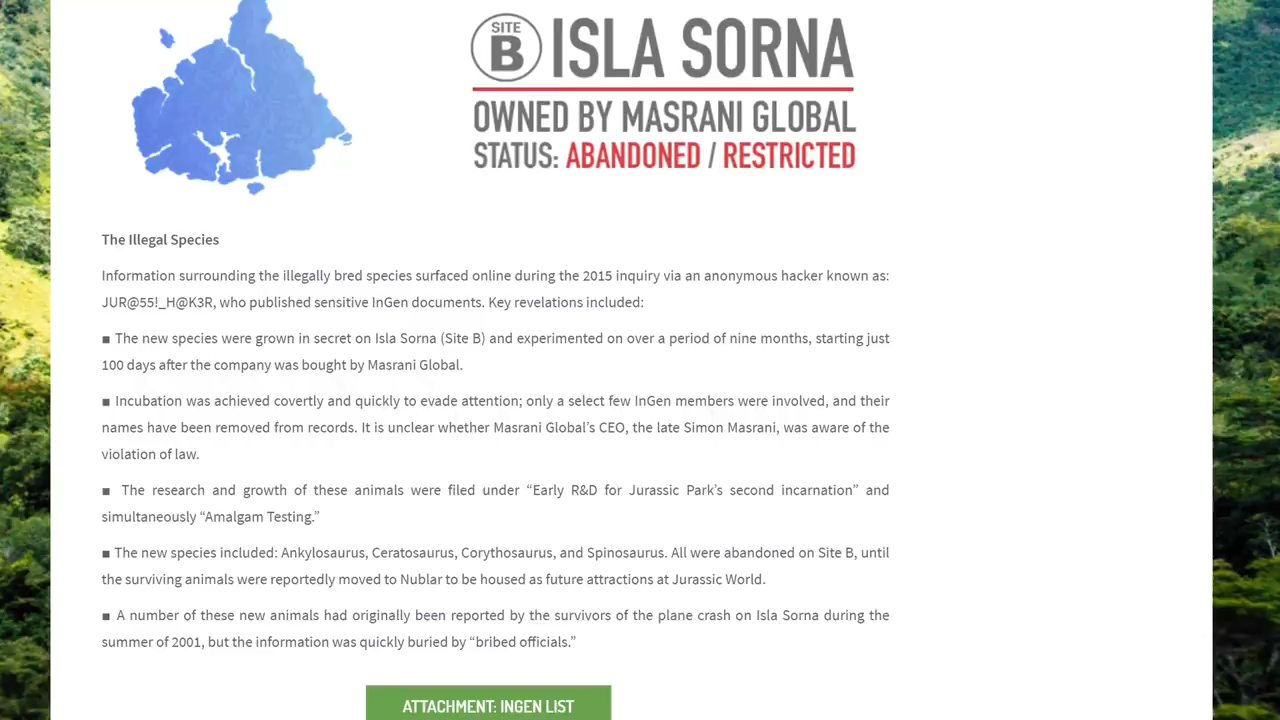 SITE
B ISLA SORNA
OWNED BY MASRANI GLOBAL
STATUS: ABANDONED / RESTRICTED
The Illegal Species
Information surrounding the illegally bred species surfaced online during the 2015 inquiry via an anonymous hacker known as:
JUR@55!_H@K3R, who published sensitive InGen documents. Key revelations included:
■ The new species were grown in secret on Isla Sorna (Site B) and experimented on over a period of nine months, starting just
100 days after the company was bought by Masrani Global.
■ Incubation was achieved covertly and quickly to evade attention; only a select few InGen members were involved, and their
names have been removed from records. It is unclear whether Masrani Global’s CEO, the late Simon Masrani, was aware of the
violation of law.
■ The research and growth of these animals were filed under “Early R&D for Jurassic Park’s second incarnation” and
simultaneously “Amalgam Testing.”
■ The new species included: Ankylosaurus, Ceratosaurus, Corythosaurus, and Spinosaurus. All were abandoned on Site B, until
the surviving animals were reportedly moved to Nublar to be housed as future attractions at Jurassic World.
■ A number of these new animals had originally been reported by the survivors of the plane crash on Isla Sorna during the
summer of 2001, but the information was quickly buried by “bribed officials.”
ATTACHMENT: INGEN LIST